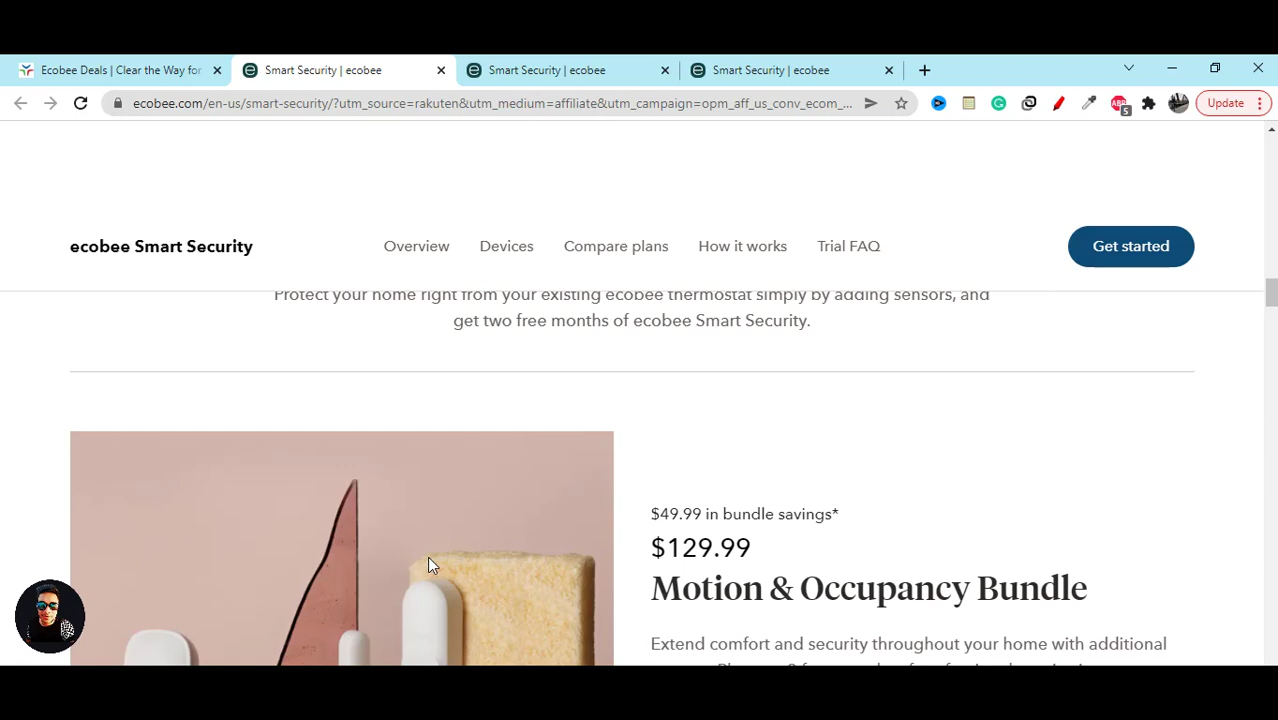 Ecobee Deals | Clear the Way for
Smart Security | ecobee
Smart Security | ecobee
Smart Security | ecobee
ecobee.com/en-us/smart-security/?utm_source=rakuten&utm_medium=affiliate&utm_campaign=opm_aff_us_conv_ecom_...
ABP
5
Update
ecobee Smart Security
Overview
Devices
Compare plans
How it works
Trial FAQ
Get started
Protect your home right from your existing ecobee thermostat simply by adding sensors, and
get two free months of ecobee Smart Security.
$49.99 in bundle savings*
$129.99
Motion & Occupancy Bundle
Extend comfort and security throughout your home with additional